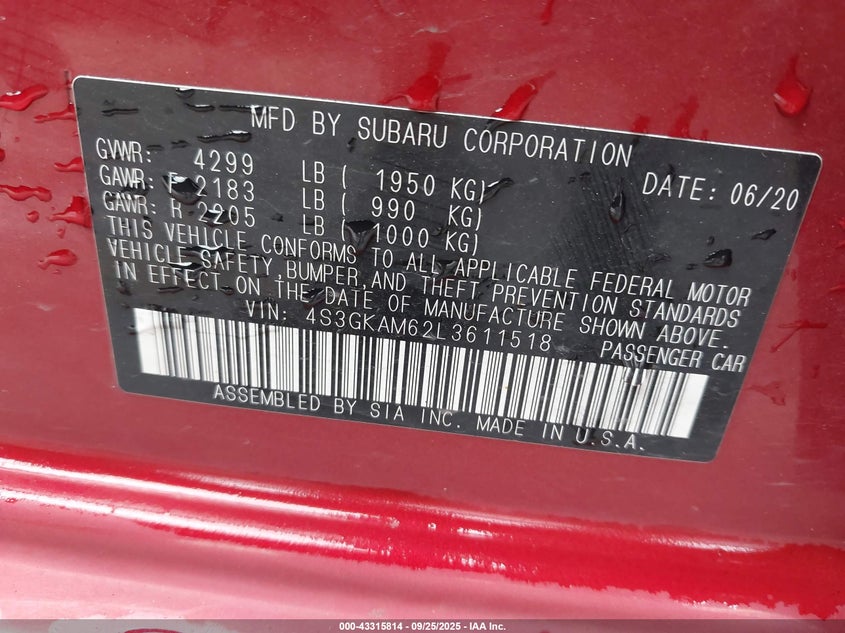 MFD BY SUBARU CORPORATION
GVWR: 4299 LB ( 1950 KG) DATE: 06/20
GAWR: F 2183 LB ( 990 KG)
GAWR: R 2205 LB ( 1000 KG)
THIS VEHICLE CONFORMS TO ALL APPLICABLE FEDERAL MOTOR
VEHICLE SAFETY,BUMPER,AND THEFT PREVENTION STANDARDS
IN EFFECT ON THE DATE OF MANUFACTURE SHOWN ABOVE.
VIN: 4S3GKAM62L3611518 PASSENGER CAR
ASSEMBLED BY SIA INC. MADE IN U.S.A.
000-43315814 - 09/25/2025 - IAA Inc.